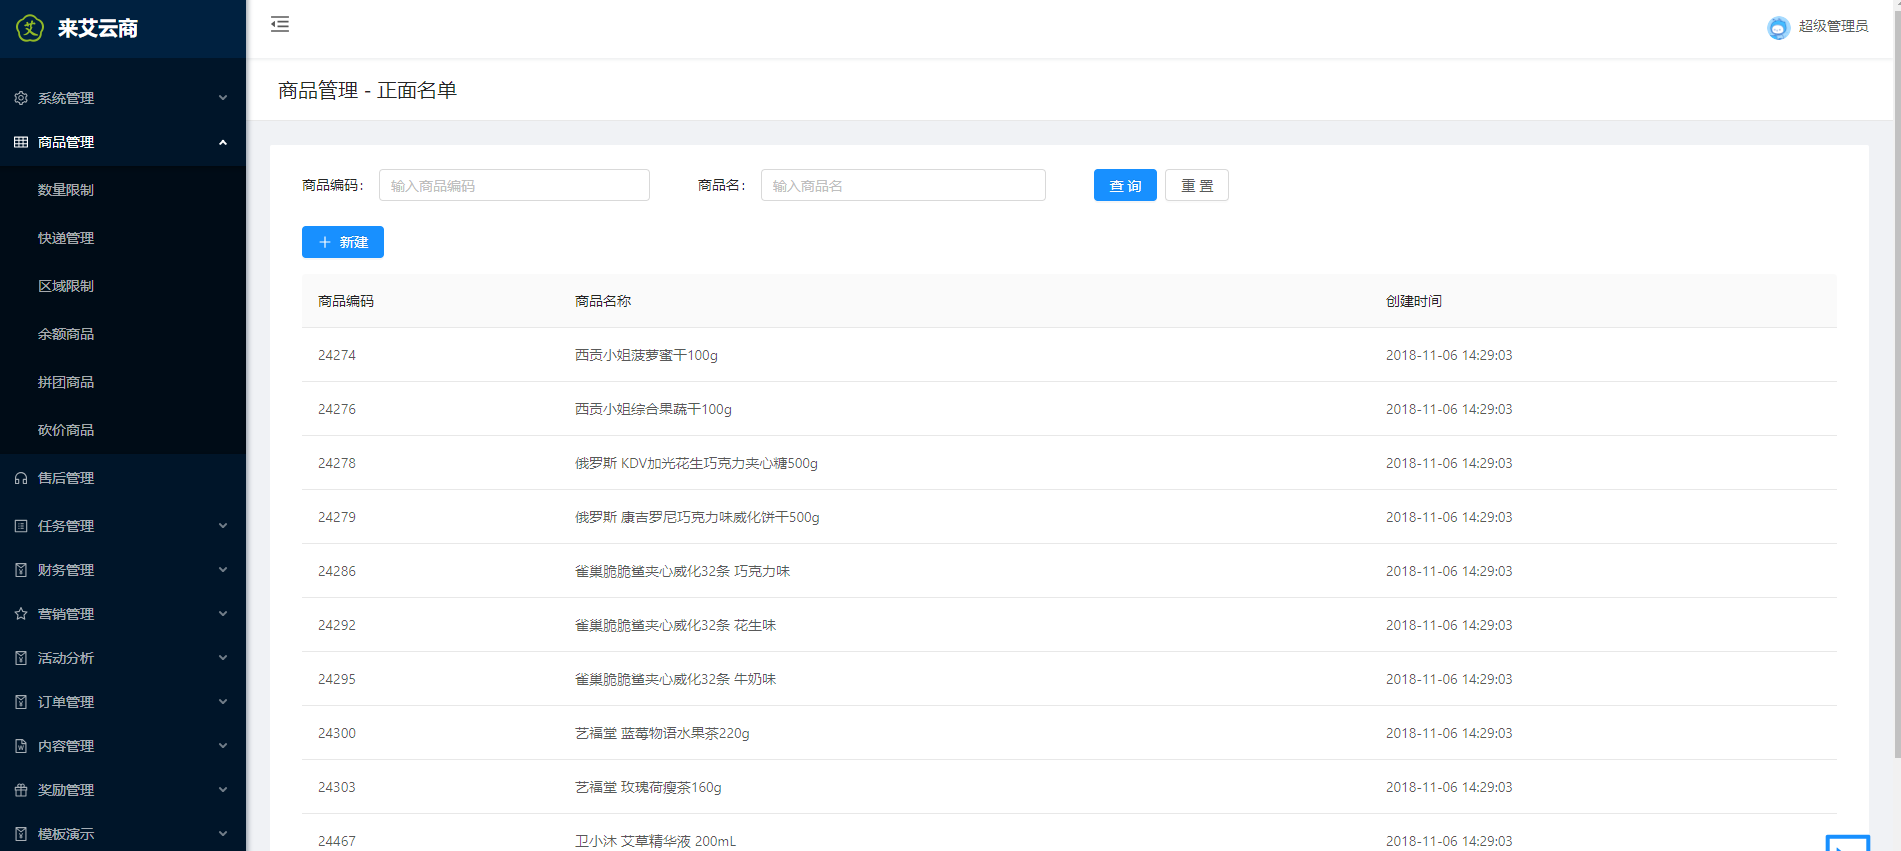 来艾云商
超级管理员
系统管理
商品管理
数量限制
快递管理
区域限制
余额商品
拼团商品
砍价商品
售后管理
任务管理
财务管理
营销管理
活动分析
订单管理
内容管理
奖励管理
模板演示
商品管理 - 正面名单
商品编码: 输入商品编码 商品名: 输入商品名 查 询 重 置
新建
商品编码 商品名称 创建时间
24274 西贡小姐菠萝蜜干100g 2018-11-06 14:29:03
24276 西贡小姐综合果蔬干100g 2018-11-06 14:29:03
24278 俄罗斯 KDV加光花生巧克力夹心糖500g 2018-11-06 14:29:03
24279 俄罗斯 康吉罗尼巧克力味威化饼干500g 2018-11-06 14:29:03
24286 雀巢脆脆鲨夹心威化32条 巧克力味 2018-11-06 14:29:03
24292 雀巢脆脆鲨夹心威化32条 花生味 2018-11-06 14:29:03
24295 雀巢脆脆鲨夹心威化32条 牛奶味 2018-11-06 14:29:03
24300 艺福堂 蓝莓物语水果茶220g 2018-11-06 14:29:03
24303 艺福堂 玫瑰荷瘦茶160g 2018-11-06 14:29:03
24467 卫小沐 艾草精华液 200mL 2018-11-06 14:29:03